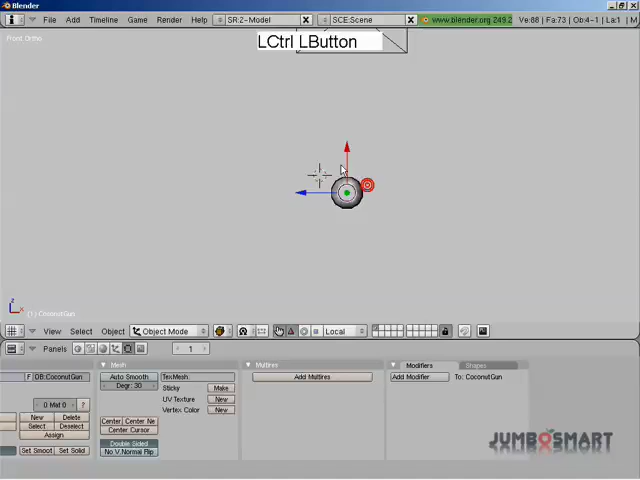 Blender
File Add Timeline Game Render Help SR:2-Model SCE:Scene www.blender.org 249.2 Ve:88 | Fa:73 | Ob:4-1 | La:1 | M
Front Ortho
LCtrl LButton
z
x
(1) CoconutGun
View Select Object Object Mode Local
Panels 1
F OB:CoconutGun
0 Mat 0 ?
New Delete
Select Deselect
Assign
Set Smoot Set Solid
Mesh
Auto Smooth
Degr: 30
Center Center Ne
Center Cursor
Double Sided
No V.Normal Flip
TexMesh:
Sticky Make
UV Texture New
Vertex Color New
Multires
Add Multires
Modifiers Shapes
Add Modifier To: CoconutGun
JUMBOSMART